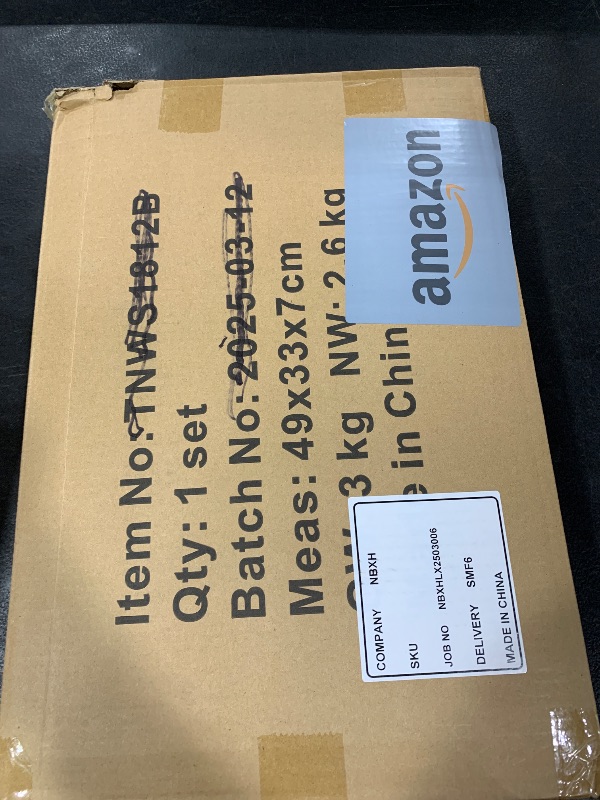 Item No: TNWS1812B
Qty: 1 set
Batch No: 2025-03-12
Meas: 49x33x7cm
3 kg NW: 2.6 kg
in Chin
amazon
COMPANY NBXH
SKU
JOB NO NBXHLX2503006
DELIVERY SMF6
MADE IN CHINA